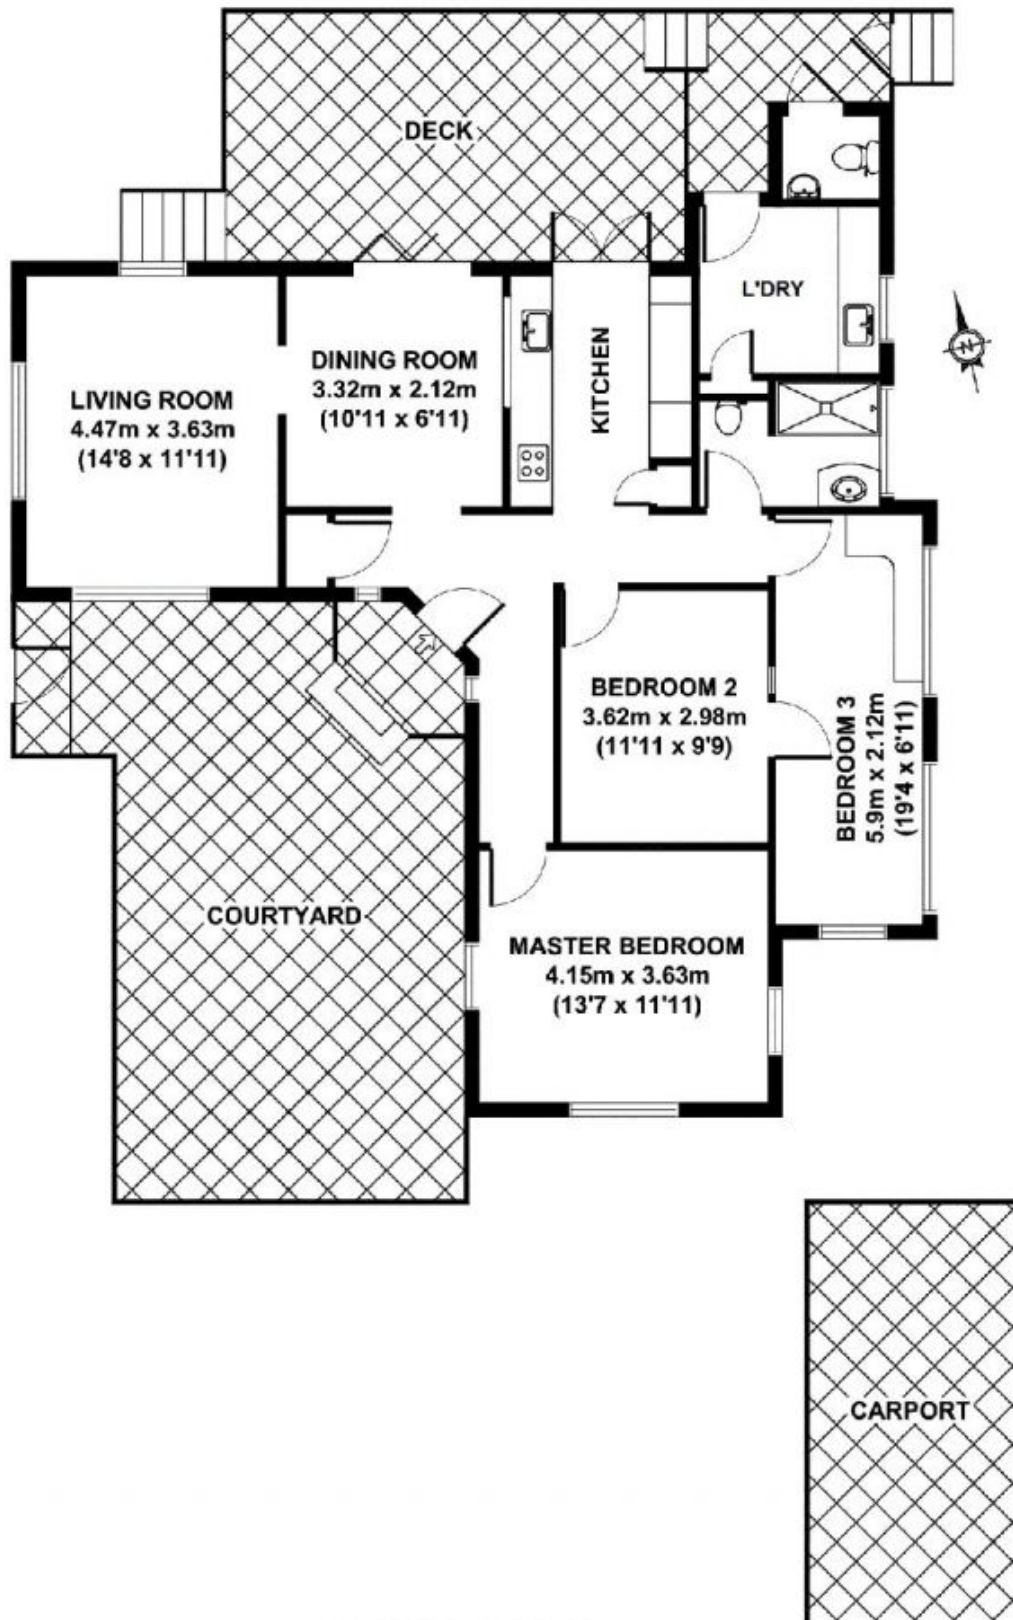 DECK
L'DRY
N
KITCHEN
DINING ROOM
3.32m x 2.12m
(10'11 x 6'11)
LIVING ROOM
4.47m x 3.63m
(14'8 x 11'11)
BEDROOM 2
3.62m x 2.98m
(11'11 x 9'9)
BEDROOM 3
5.9m x 2.12m
(19'4 x 6'11)
COURTYARD
MASTER BEDROOM
4.15m x 3.63m
(13'7 x 11'11)
CARPORT